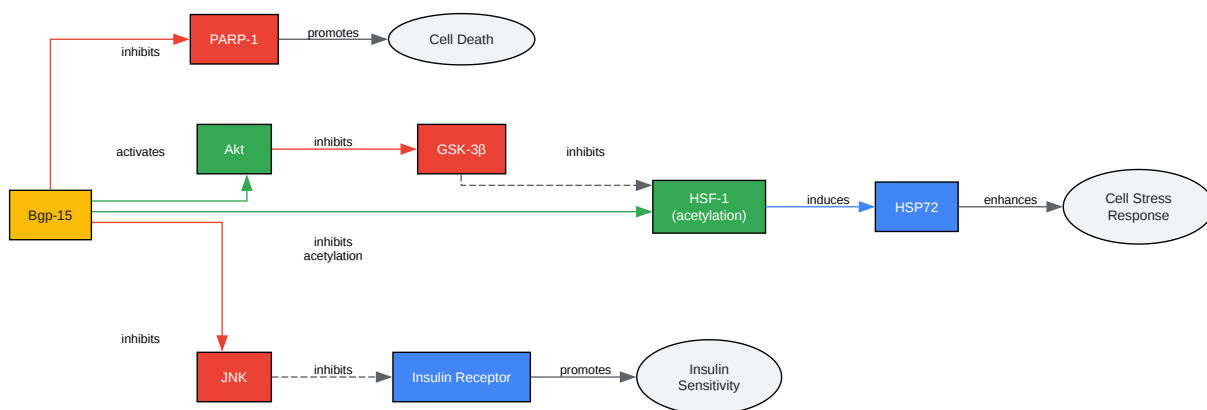 PARP-1
promotes
Cell Death
inhibits
Akt
inhibits
GSK-3β
activates
inhibits
Bgp-15
HSF-1
(acetylation)
induces
HSP72
enhances
Cell Stress
Response
inhibits
acetylation
inhibits
JNK
inhibits
Insulin Receptor
promotes
Insulin
Sensitivity